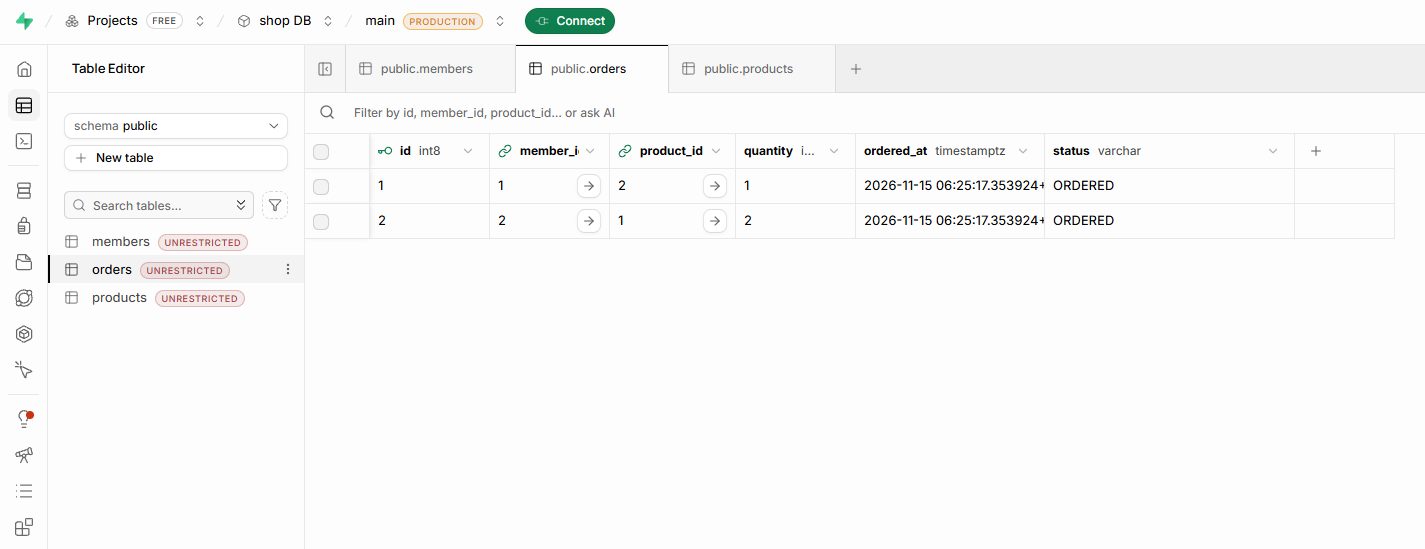 Projects FREE shop DB main PRODUCTION Connect
Table Editor
public.members public.orders public.products
Filter by id, member_id, product_id... or ask AI
schema public
New table
Search tables...
members UNRESTRICTED
orders UNRESTRICTED
products UNRESTRICTED
id int8 member_i product_id quantity i... ordered_at timestamptz status varchar
1 1 2 1 2026-11-15 06:25:17.353924+ ORDERED
2 2 1 2 2026-11-15 06:25:17.353924+ ORDERED